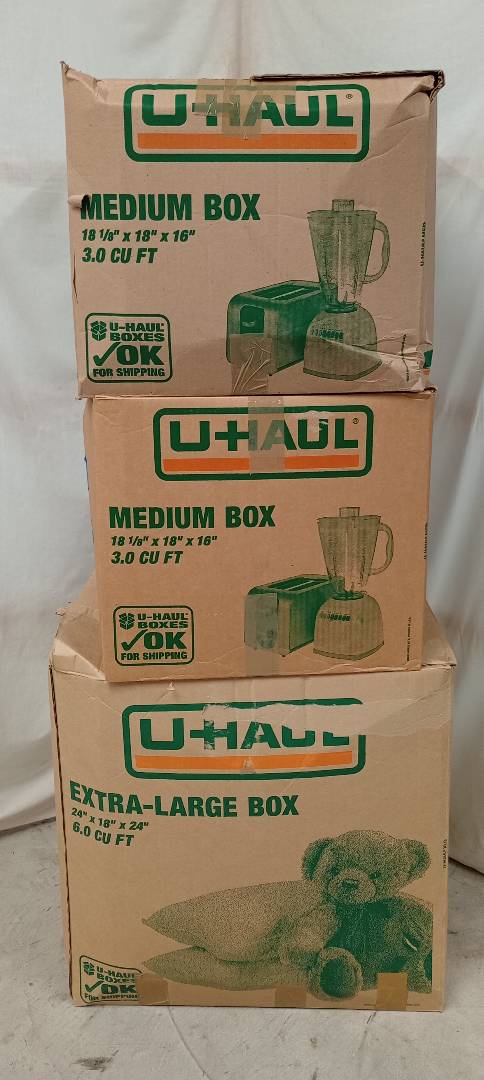 U-HAUL®
MEDIUM BOX
18 1/8" x 18" x 16"
3.0 CU FT
U-HAUL®
BOXES
OK
FOR SHIPPING
U-HAUL®
MEDIUM BOX
18 1/8" x 18" x 16"
3.0 CU FT
U-HAUL®
BOXES
OK
FOR SHIPPING
U-HAUL
EXTRA-LARGE BOX
24" x 18" x 24"
6.0 CU FT
U-HAUL
BOXES
OK
FOR SHIPPING